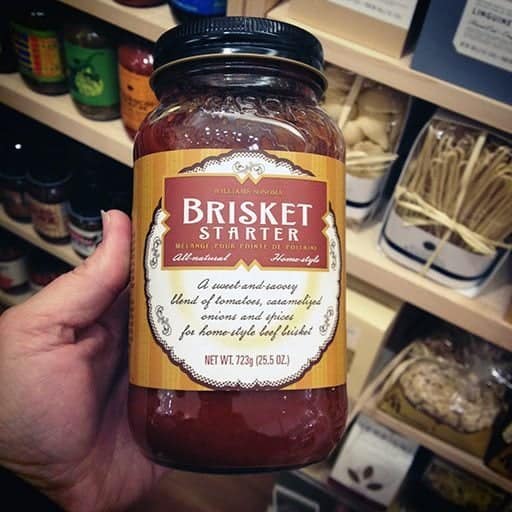 WILLIAMS-SONOMA
BRISKET
STARTER
MÉLANGE POUR POINTE DE POITRINE
All-natural Home-style
A sweet-and-savory
blend of tomatoes, caramelized
onions and spices
for home-style beef brisket
NET WT. 723g (25.5 OZ.)
LINGUINE